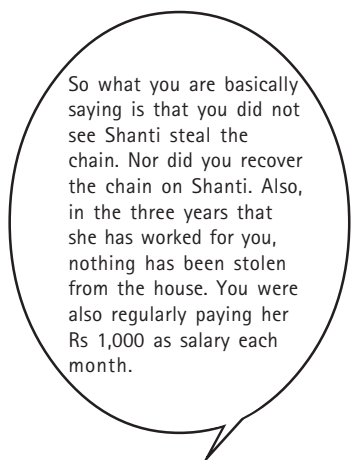 So what you are basically
saying is that you did not
see Shanti steal the
chain. Nor did you recover
the chain on Shanti. Also,
in the three years that
she has worked for you,
nothing has been stolen
from the house. You were
also regularly paying her
Rs 1,000 as salary each
month.